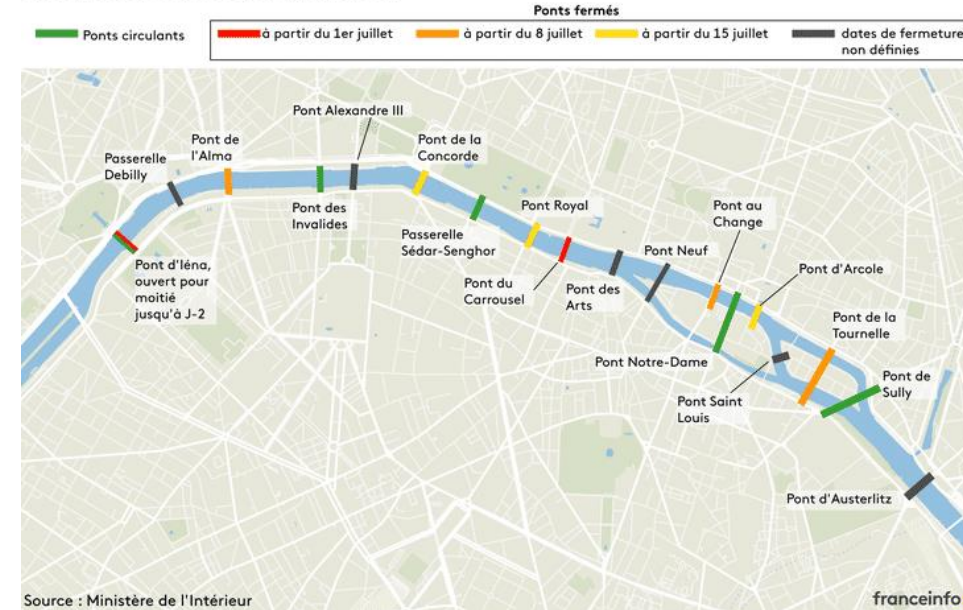 Ponts fermés
Ponts circulants
à partir du 1er juillet
à partir du 8 juillet
à partir du 15 juillet
dates de fermeture
non définies
Pont Alexandre III
Pont de
l'Alma
Pont de la
Concorde
Passerelle
Debilly
Pont des
Invalides
Passerelle
Sédar-Senghor
Pont Royal
Pont au
Change
Pont d'Iéna,
ouvert pour
moitié
jusqu'à J-2
Pont du
Carrousel
Pont des
Arts
Pont Neuf
Pont d'Arcole
Pont de la
Tournelle
Pont Notre-Dame
Pont Saint
Louis
Pont de
Sully
Pont d'Austerlitz
Source : Ministère de l'Intérieur
franceinfo: